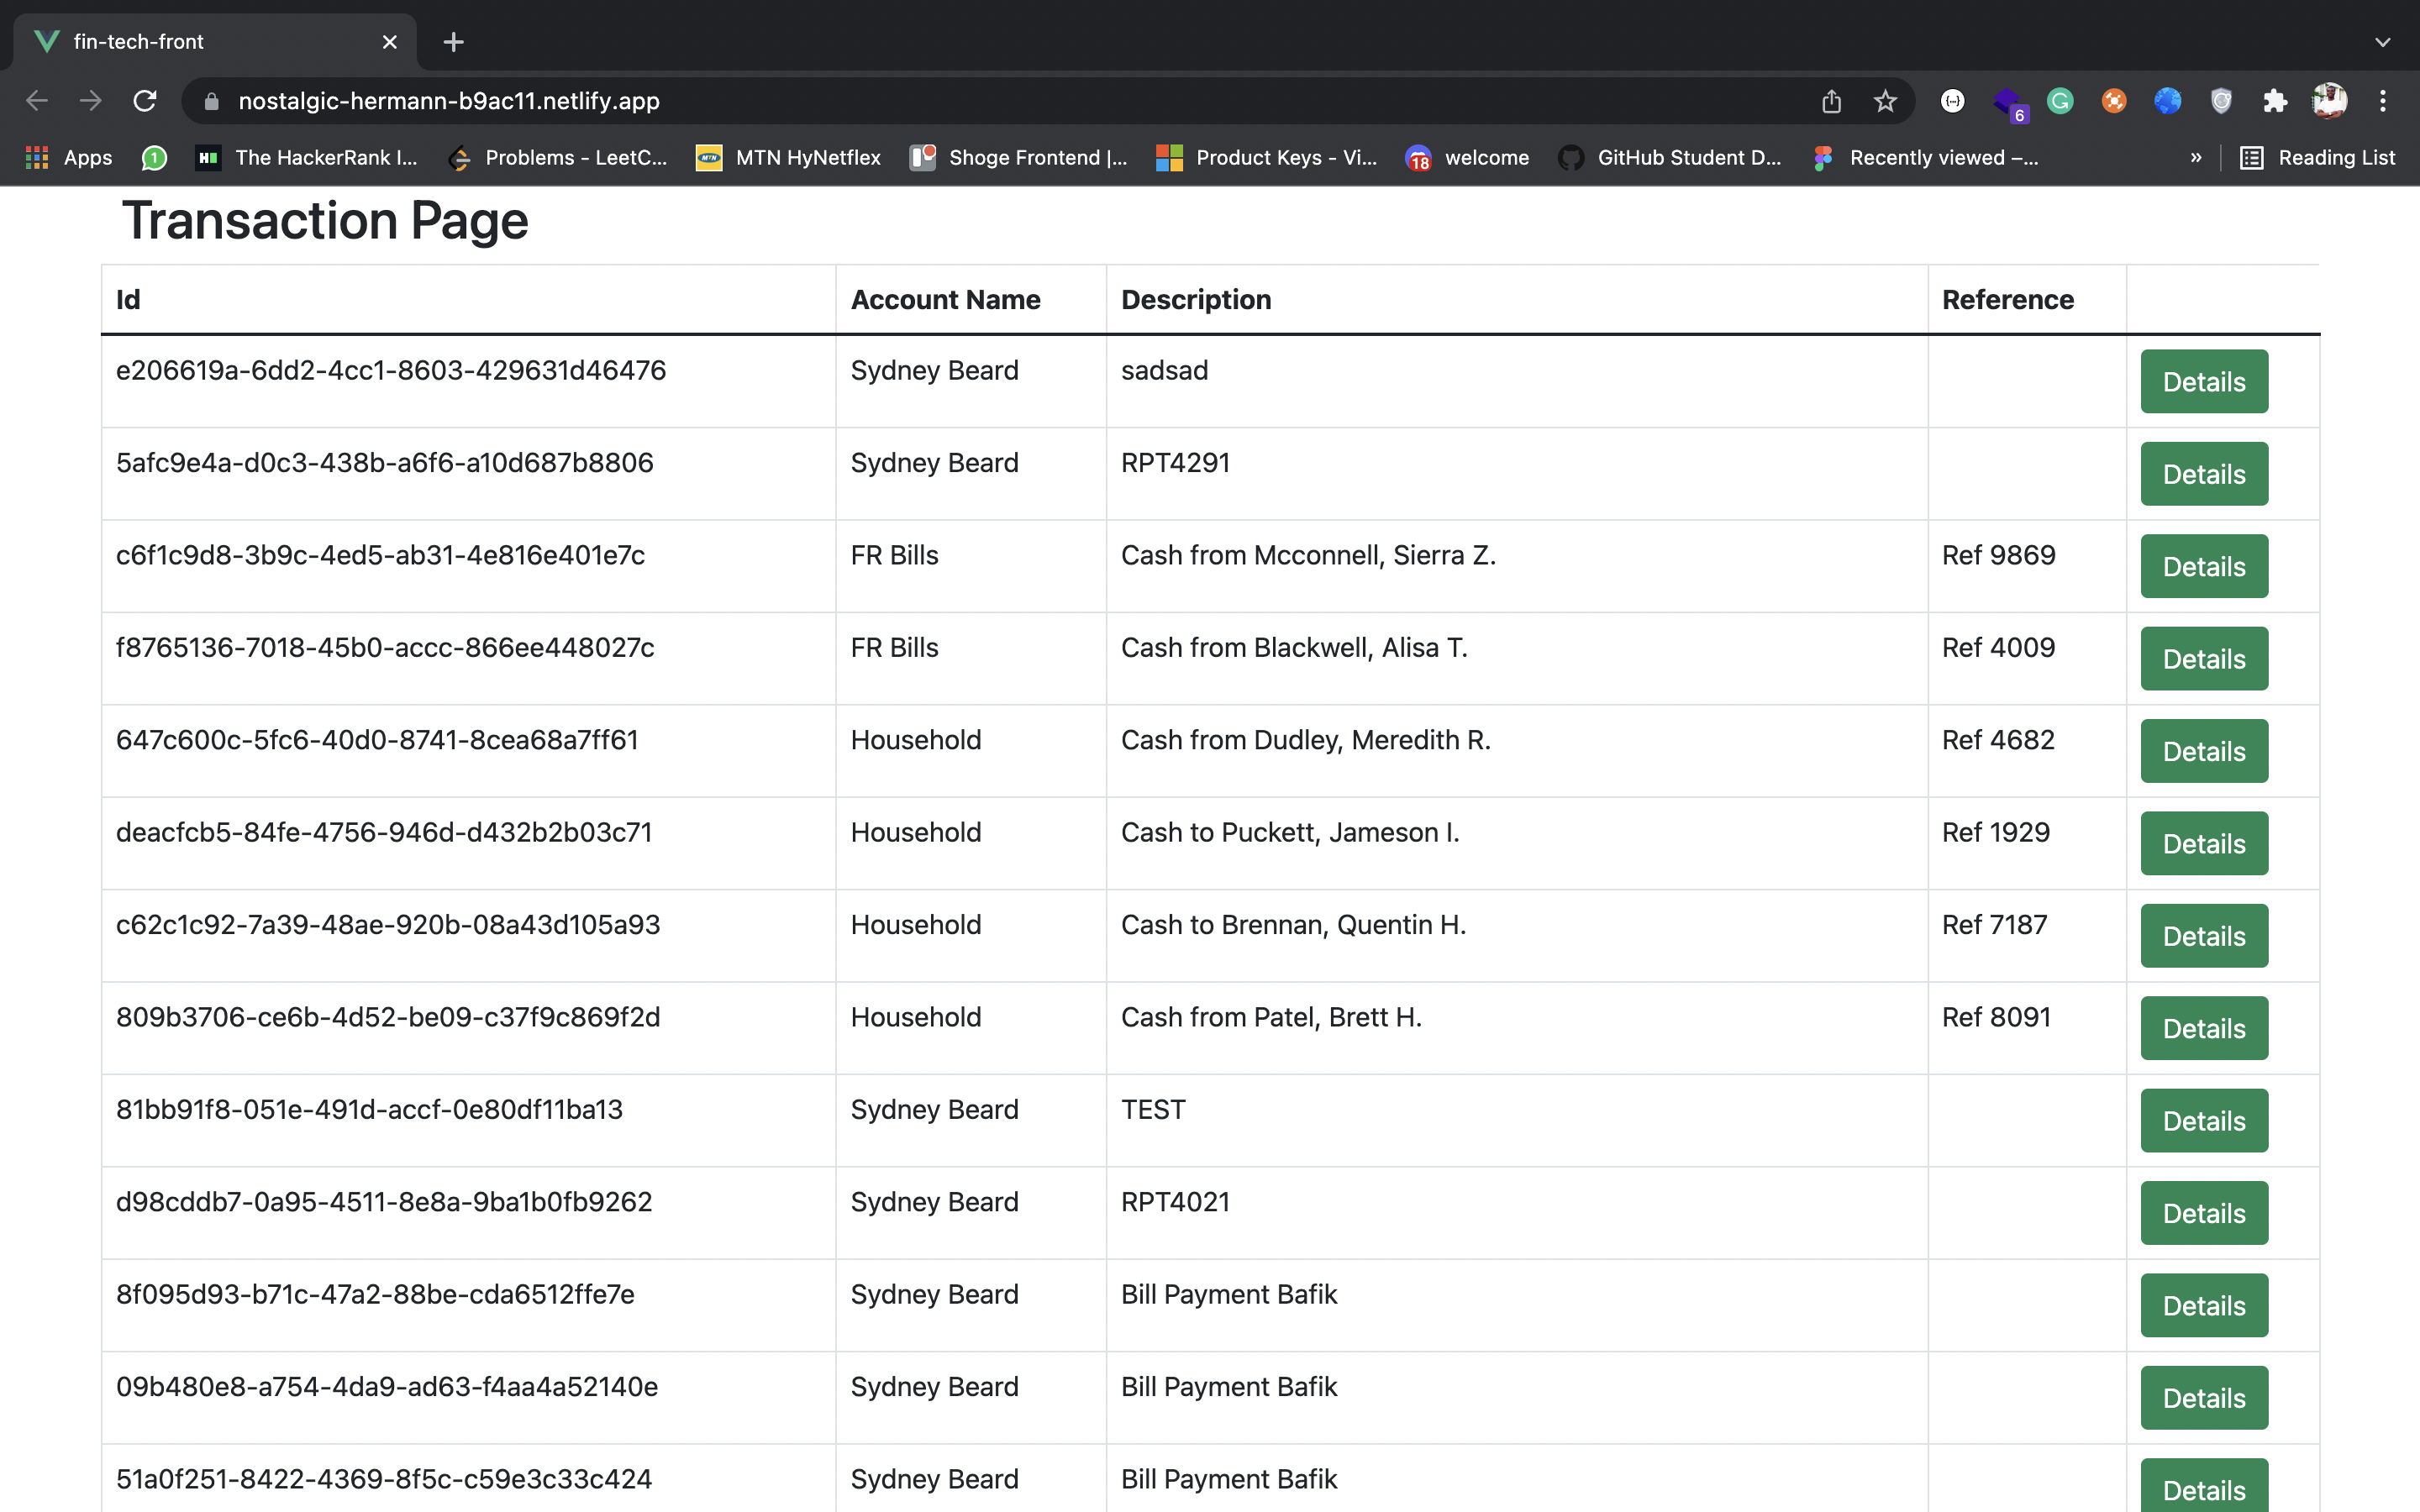 fin-tech-front
nostalgic-hermann-b9ac11.netlify.app
6
Apps 1 The HackerRank I... Problems - LeetC... MTN HyNetflex Shoge Frontend |... Product Keys - Vi... 18 welcome GitHub Student D... Recently viewed –... » Reading List
Transaction Page
Id Account Name Description Reference
e206619a-6dd2-4cc1-8603-429631d46476 Sydney Beard sadsad Details
5afc9e4a-d0c3-438b-a6f6-a10d687b8806 Sydney Beard RPT4291 Details
c6f1c9d8-3b9c-4ed5-ab31-4e816e401e7c FR Bills Cash from Mcconnell, Sierra Z. Ref 9869 Details
f8765136-7018-45b0-accc-866ee448027c FR Bills Cash from Blackwell, Alisa T. Ref 4009 Details
647c600c-5fc6-40d0-8741-8cea68a7ff61 Household Cash from Dudley, Meredith R. Ref 4682 Details
deacfcb5-84fe-4756-946d-d432b2b03c71 Household Cash to Puckett, Jameson I. Ref 1929 Details
c62c1c92-7a39-48ae-920b-08a43d105a93 Household Cash to Brennan, Quentin H. Ref 7187 Details
809b3706-ce6b-4d52-be09-c37f9c869f2d Household Cash from Patel, Brett H. Ref 8091 Details
81bb91f8-051e-491d-accf-0e80df11ba13 Sydney Beard TEST Details
d98cddb7-0a95-4511-8e8a-9ba1b0fb9262 Sydney Beard RPT4021 Details
8f095d93-b71c-47a2-88be-cda6512ffe7e Sydney Beard Bill Payment Bafik Details
09b480e8-a754-4da9-ad63-f4aa4a52140e Sydney Beard Bill Payment Bafik Details
51a0f251-8422-4369-8f5c-c59e3c33c424 Sydney Beard Bill Payment Bafik Details